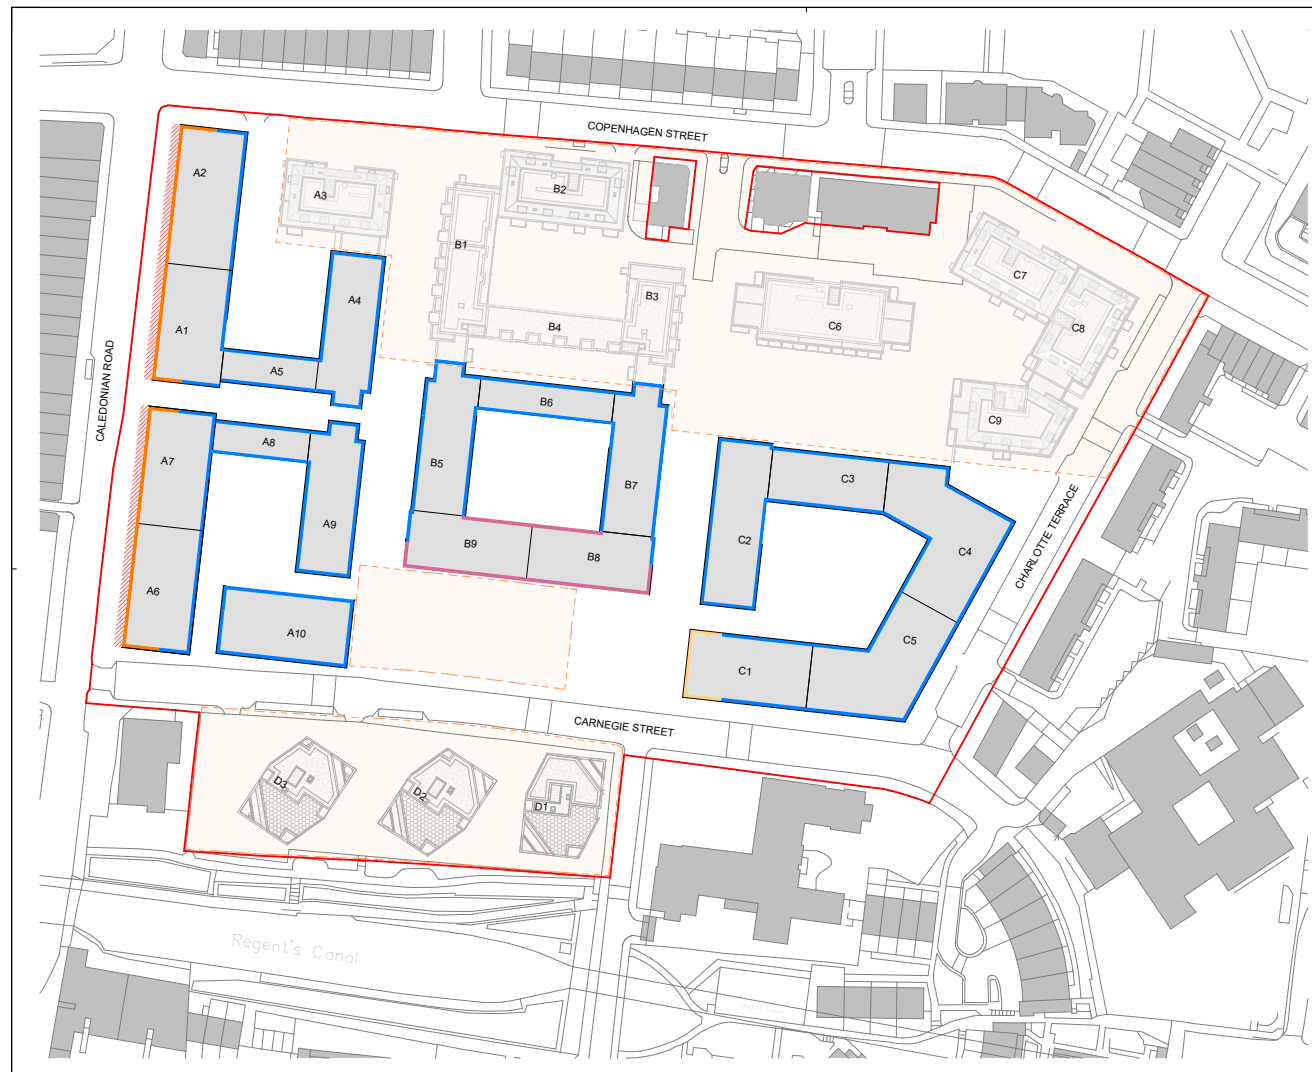 COPENHAGEN STREET
A2
A3
B2
B1
C7
B3
A4
C6
C8
A1
B4
CALEDONIAN ROAD
A5
B6
C9
A8
A7
B5
B7
C3
A9
C2
C4
CHARLOTTE TERRACE
B9
B8
A6
A10
C5
C1
CARNEGIE STREET
D3
D2
D1
Regent's Canal